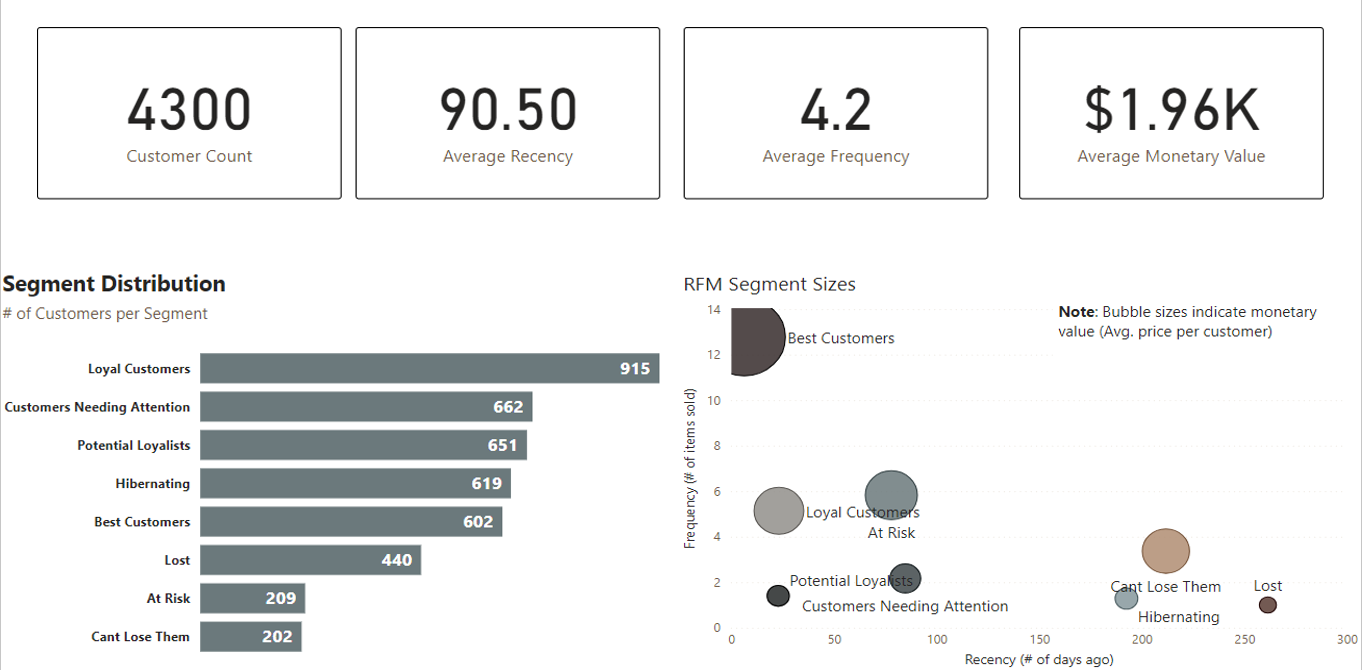 4300
Customer Count
90.50
Average Recency
4.2
Average Frequency
$1.96K
Average Monetary Value
Segment Distribution
# of Customers per Segment
Loyal Customers 915
Customers Needing Attention 662
Potential Loyalists 651
Hibernating 619
Best Customers 602
Lost 440
At Risk 209
Cant Lose Them 202
RFM Segment Sizes
Note: Bubble sizes indicate monetary
value (Avg. price per customer)
Frequency (# of items sold)
14
12
10
8
6
4
2
0
Best Customers
Loyal Customers
At Risk
Potential Loyalists
Customers Needing Attention
Cant Lose Them
Lost
Hibernating
0 50 100 150 200 250 300
Recency (# of days ago)